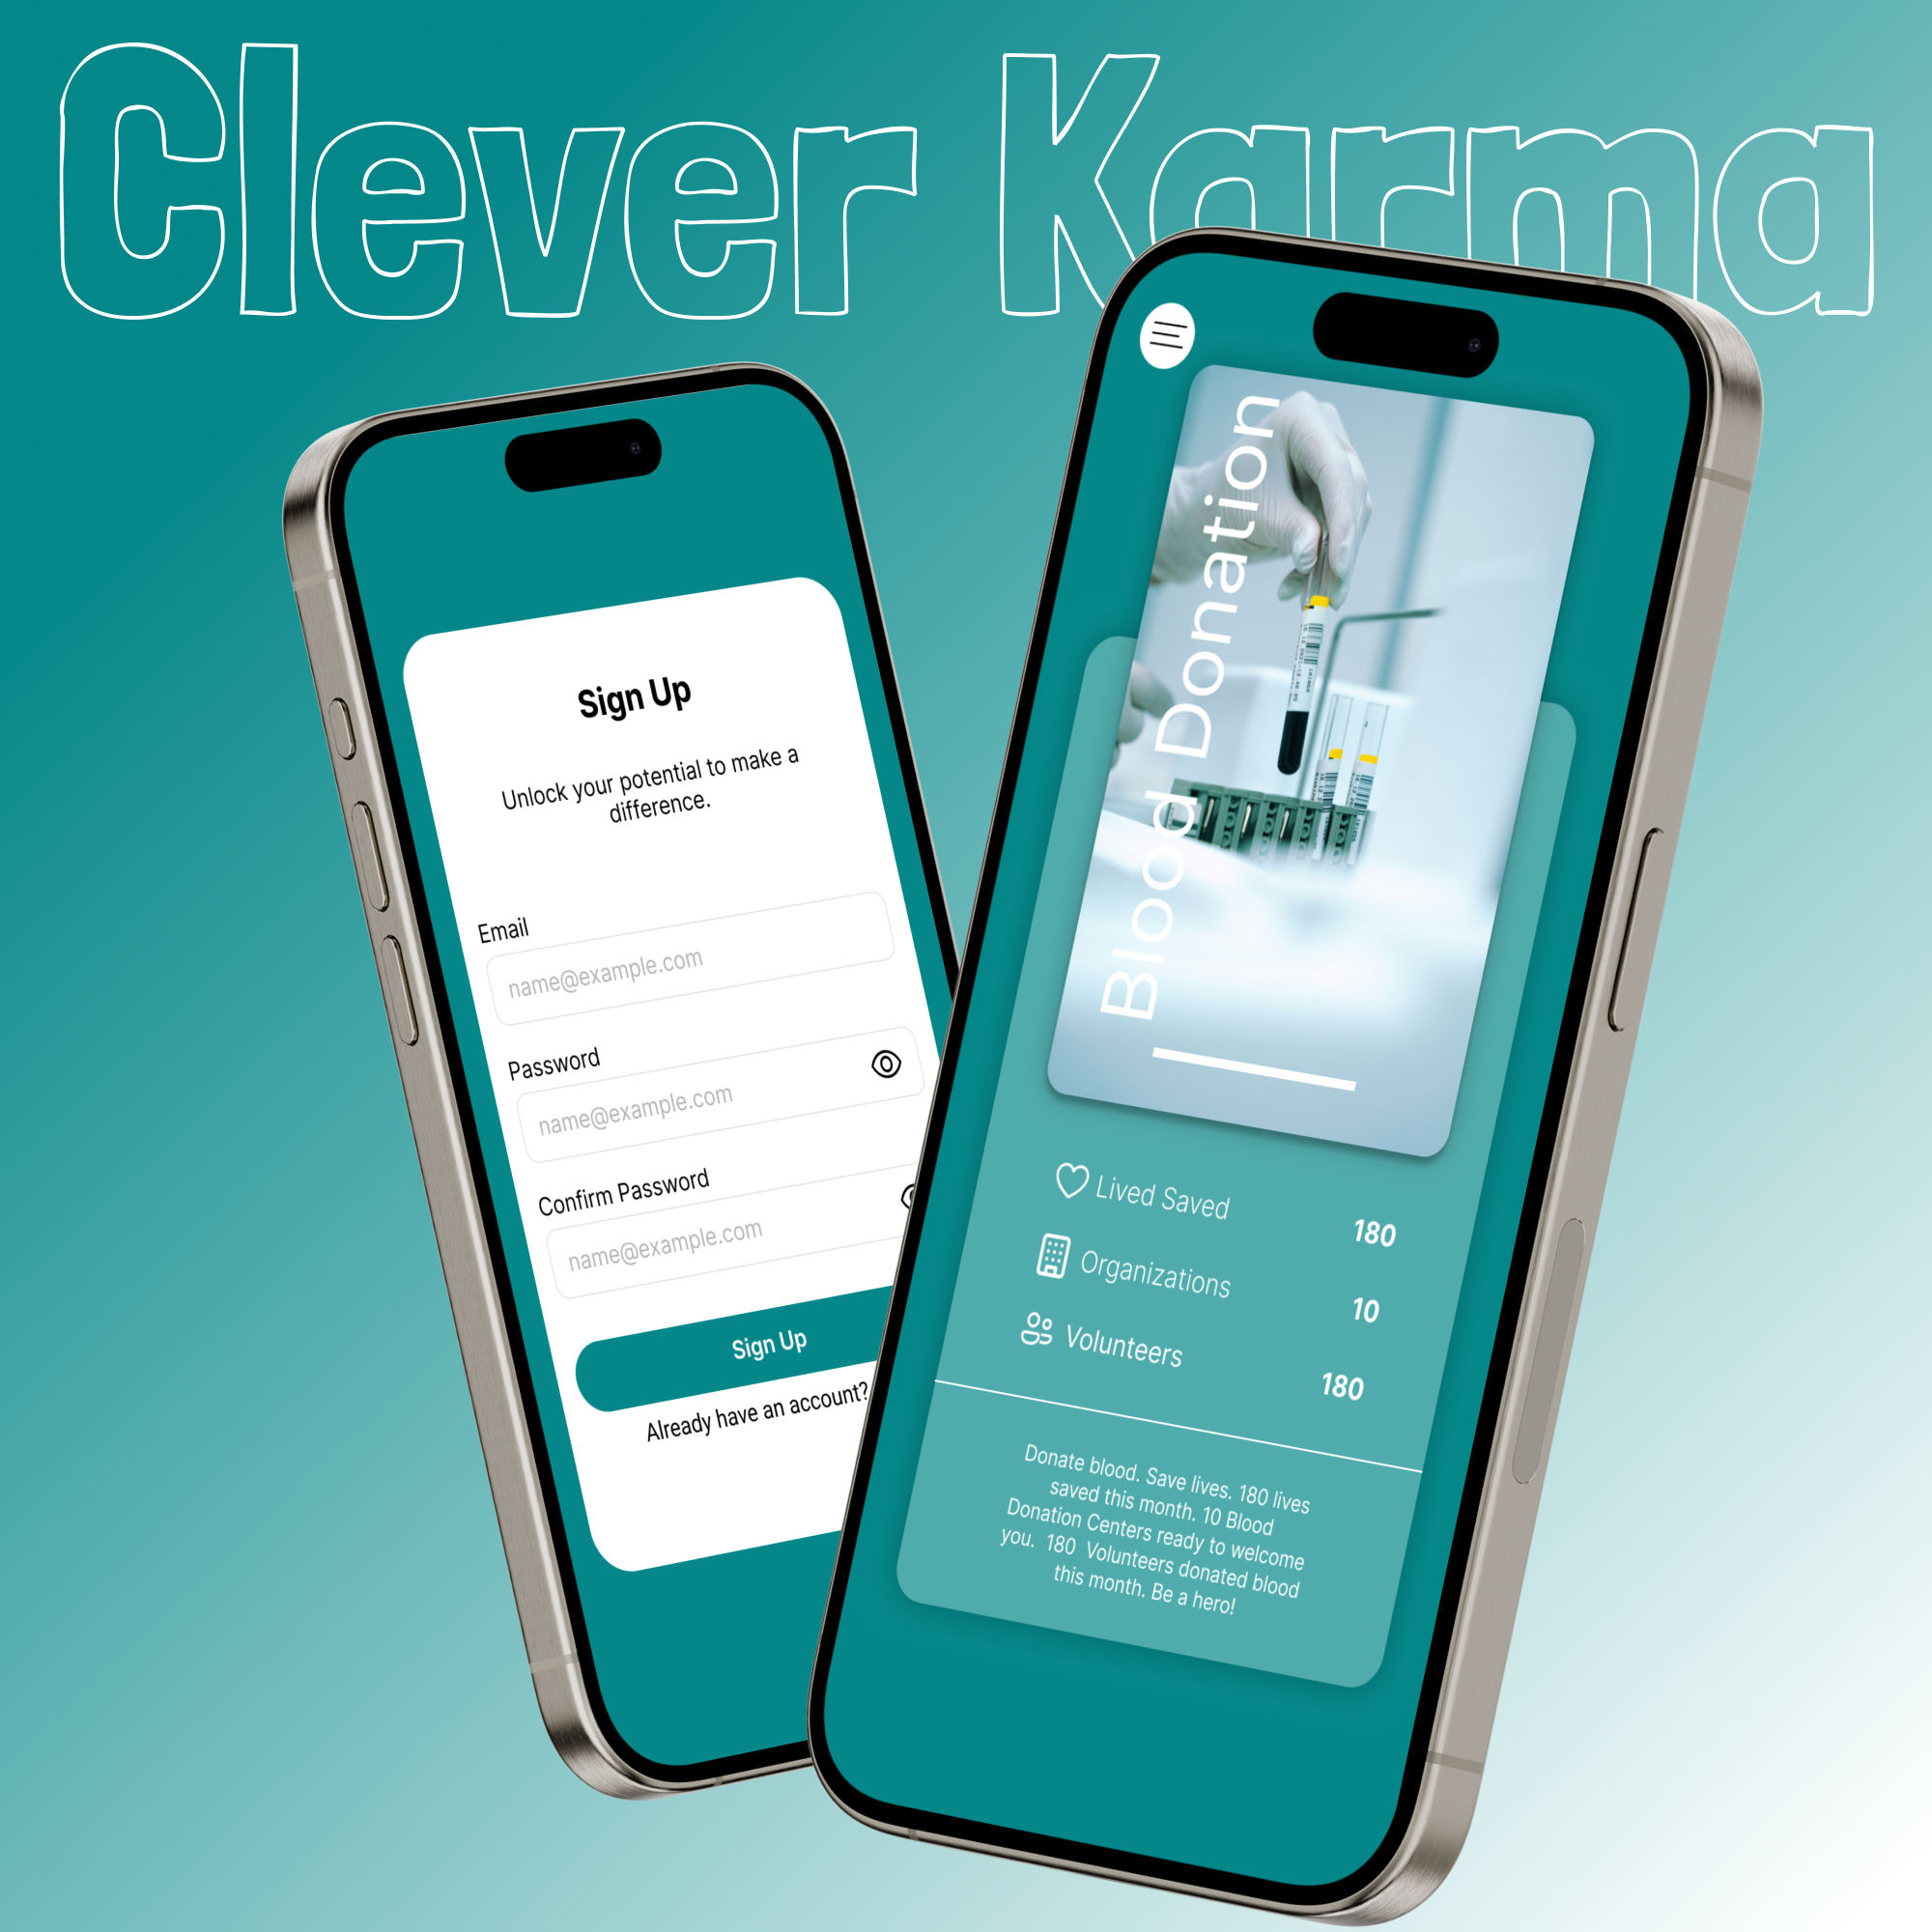 Clever Karma
Sign Up
Unlock your potential to make a
difference.
Email
name@example.com
Password
name@example.com
Confirm Password
name@example.com
Sign Up
Already have an account?
Blood Donation
Lived Saved
180
Organizations
10
Volunteers
180
Donate blood. Save lives. 180 lives
saved this month. 10 Blood
Donation Centers ready to welcome
you. 180 Volunteers donated blood
this month. Be a hero!